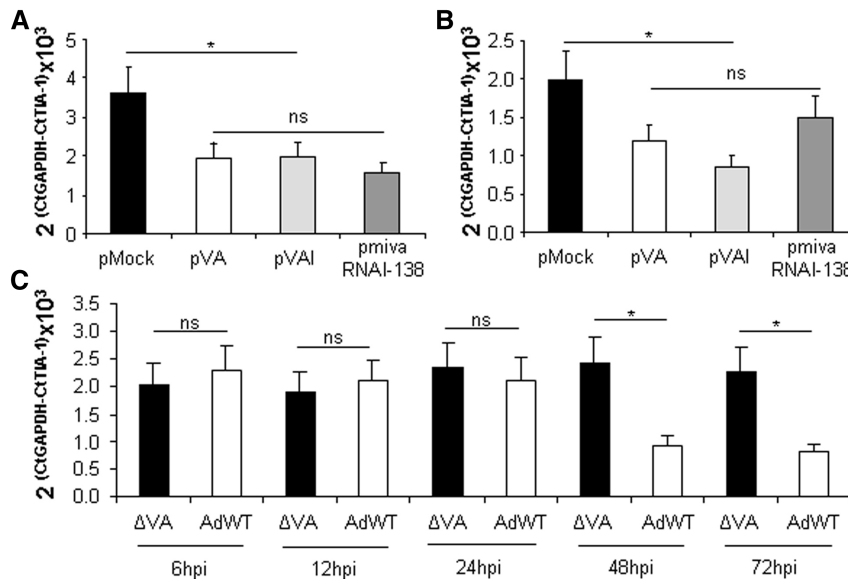 A
2 (CtGAPDH-CtTIA-1)x10³
5
4
3
2
1
0
*
ns
pMock pVA pVAI pmiva RNAI-138
B
2 (CtGAPDH-CtTIA-1)x10³
2.5
2.0
1.5
1.0
0.5
0.0
*
ns
pMock pVA pVAI pmiva RNAI-138
C
2 (CtGAPDH-CtTIA-1)x10³
3.5
3.0
2.5
2.0
1.5
1.0
0.5
0.0
ns ns ns * *
ΔVA AdWT ΔVA AdWT ΔVA AdWT ΔVA AdWT ΔVA AdWT
6hpi 12hpi 24hpi 48hpi 72hpi